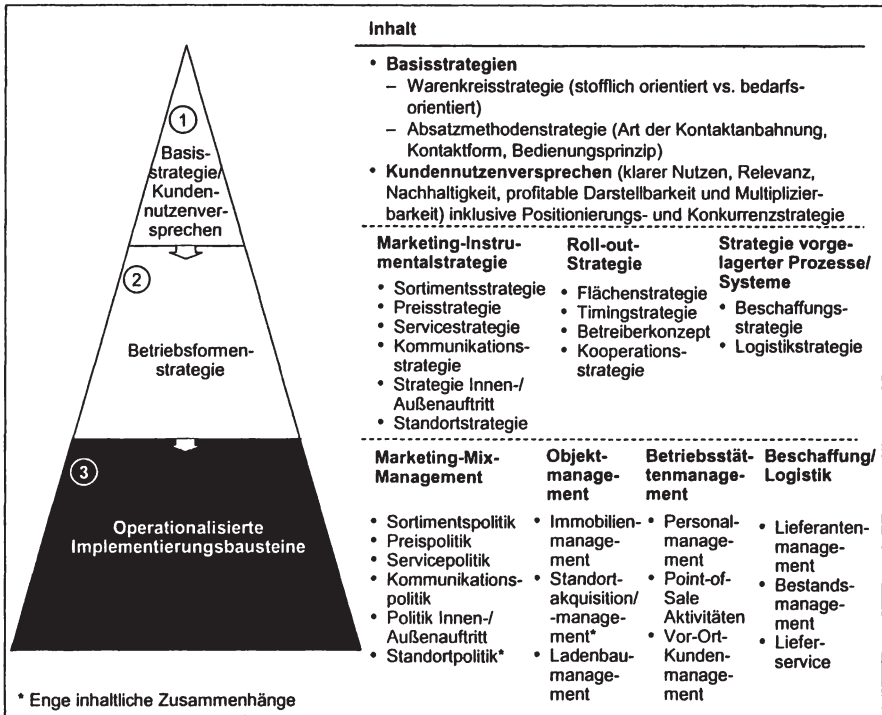 Inhalt
• Basisstrategien
– Warenkreisstrategie (stofflich orientiert vs. bedarfs-
orientiert)
– Absatzmethodenstrategie (Art der Kontaktanbahnung,
Kontaktform, Bedienungsprinzip)
• Kundennutzenversprechen (klarer Nutzen, Relevanz,
Nachhaltigkeit, profitable Darstellbarkeit und Multiplizier-
barkeit) inklusive Positionierungs- und Konkurrenzstrategie
1
Basis-
strategie/
Kunden-
nutzenver-
sprechen
2
Betriebsformen-
strategie
Marketing-Instru-
mentalstrategie
• Sortimentsstrategie
• Preisstrategie
• Servicestrategie
• Kommunikations-
strategie
• Strategie Innen-/
Außenauftritt
• Standortstrategie
Roll-out-
Strategie
• Flächenstrategie
• Timingstrategie
• Betreiberkonzept
• Kooperations-
strategie
Strategie vorge-
lagerter Prozesse/
Systeme
• Beschaffungs-
strategie
• Logistikstrategie
3
Operationalisierte
Implementierungsbausteine
Marketing-Mix-
Management
• Sortimentspolitik
• Preispolitik
• Servicepolitik
• Kommunikations-
politik
• Politik Innen-/
Außenauftritt
• Standortpolitik*
Objekt-
manage-
ment
• Immobilien-
manage-
ment
• Standort-
akquisition/
-manage-
ment*
• Ladenbau-
manage-
ment
Betriebsstät-
tenmanage-
ment
• Personal-
manage-
ment
• Point-of-
Sale
Aktivitäten
• Vor-Ort-
Kunden-
manage-
ment
Beschaffung/
Logistik
• Lieferanten-
manage-
ment
• Bestands-
manage-
ment
• Liefer-
service
* Enge inhaltliche Zusammenhänge